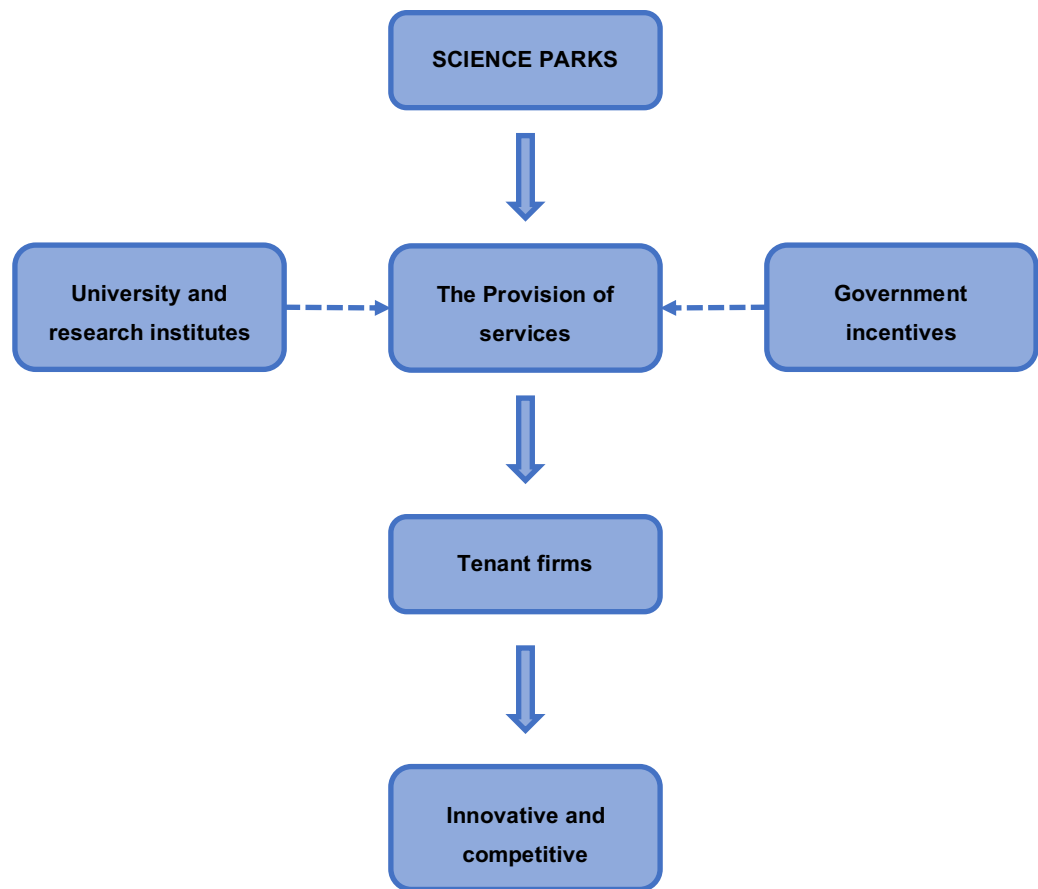 SCIENCE PARKS
University and
research institutes
The Provision of
services
Government
incentives
Tenant firms
Innovative and
competitive